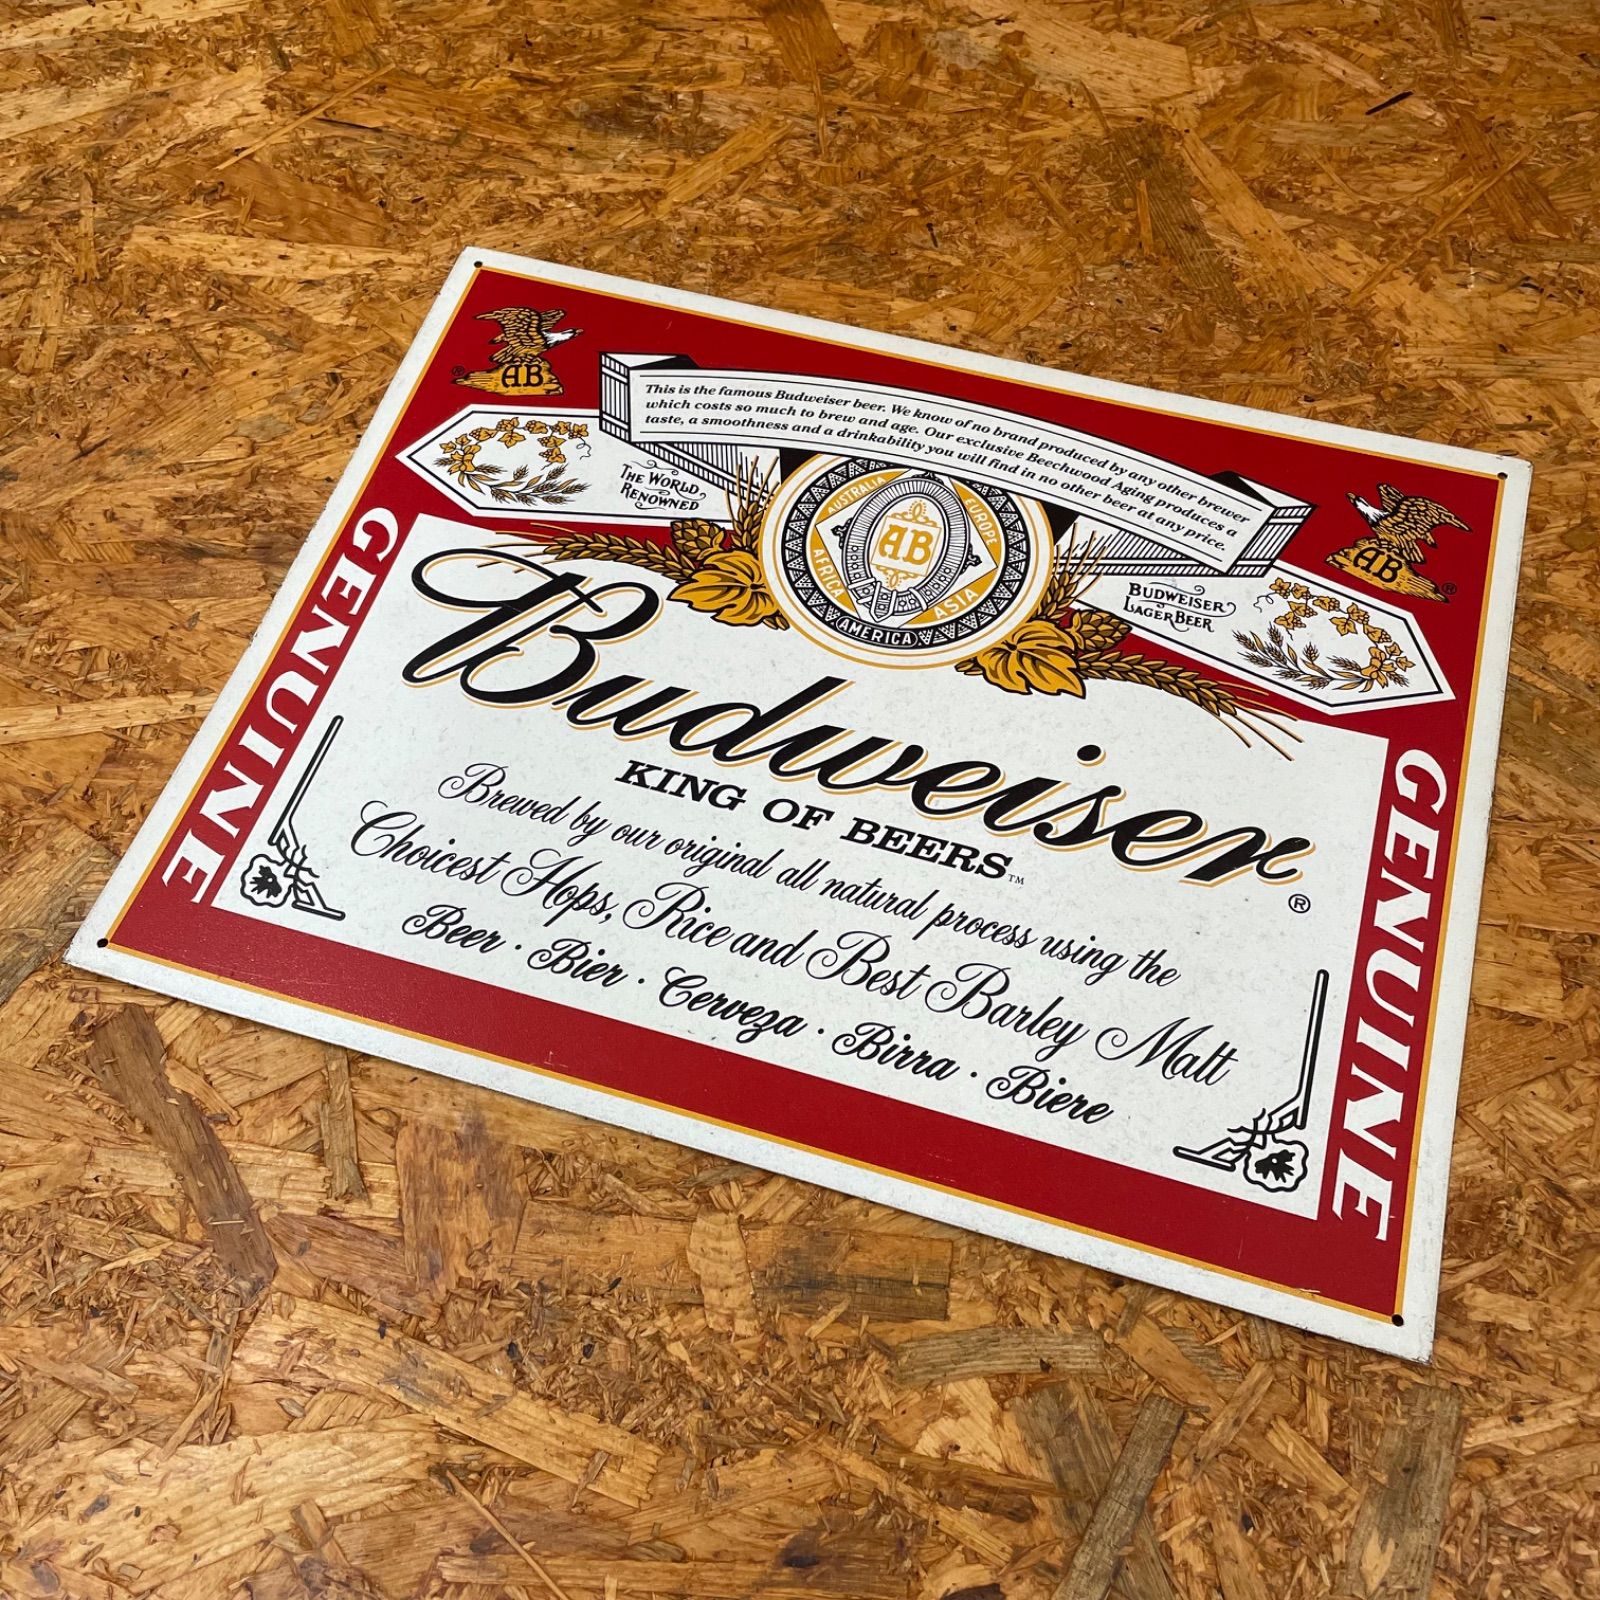 AB
®
This is the famous Budweiser beer. We know of no brand produced by any other brewer
which costs so much to brew and age. Our exclusive Beechwood Aging produces a
taste, a smoothness and a drinkability you will find in no other beer at any price.
AB
®
THE WORLD
RENOWNED
AUSTRALIA
EUROPE
AFRICA
ASIA
AMERICA
AB
BUDWEISER
LAGER BEER
GENUINE
Budweiser®
KING OF BEERS™
Brewed by our original all natural process using the
Choicest Hops, Rice and Best Barley Malt
Beer · Bier · Cerveza · Birra · Biere
GENUINE